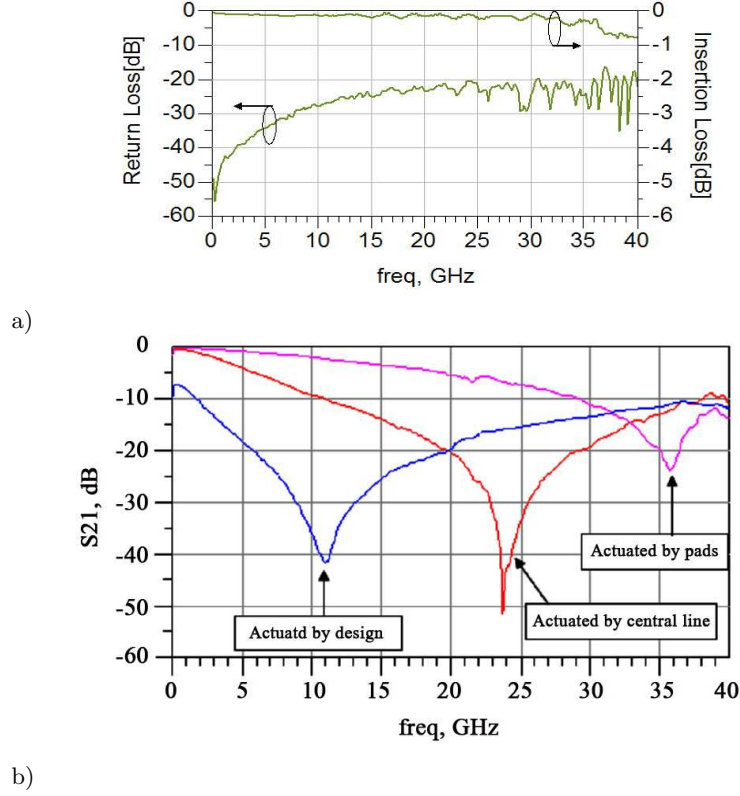 0 0
-10 -1
-20 -2
-30 -3
-40 -4
-50 -5
-60 -6
Return Loss[dB]
Insertion Loss[dB]
0 5 10 15 20 25 30 35 40
freq, GHz
a)
0
-10
-20
-30
-40
-50
-60
S21, dB
Actuated by pads
Actuated by central line
Actuatd by design
0 5 10 15 20 25 30 35 40
freq, GHz
b)